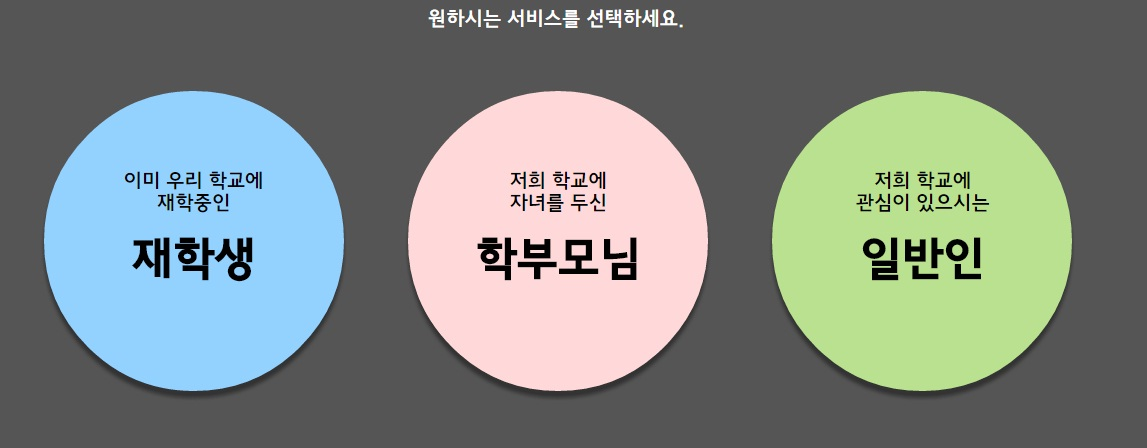 원하시는 서비스를 선택하세요.
이미 우리 학교에
재학중인
재학생
저희 학교에
자녀를 두신
학부모님
저희 학교에
관심이 있으시는
일반인